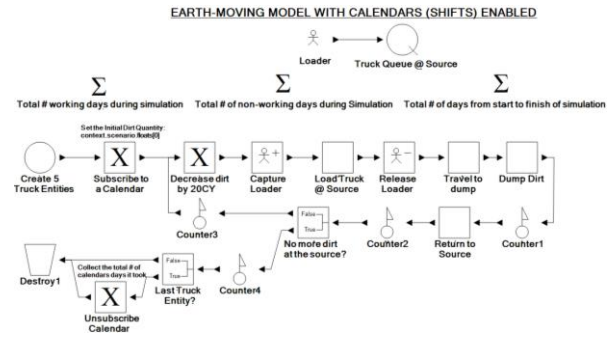 EARTH-MOVING MODEL WITH CALENDARS (SHIFTS) ENABLED
Loader
Truck Queue @ Source
Σ
Σ
Σ
Total # working days during simulation
Total # of non-working days during Simulation
Total # of days from start to finish of simulation
Set the Initial Dirt Quantity:
context.scenario.floats[0]
X
X
+
−
Create 5
Truck Entities
Subscribe to
a Calendar
Decrease dirt
by 20CY
Capture
Loader
Load Truck
@ Source
Release
Loader
Travel to
dump
Dump Dirt
Counter3
False
True
No more dirt
at the source?
Counter2
Return to
Source
Counter1
Destroy1
Collect the total # of
calendars days it took
X
Unsubscribe
Calendar
False
True
Last Truck
Entity?
Counter4